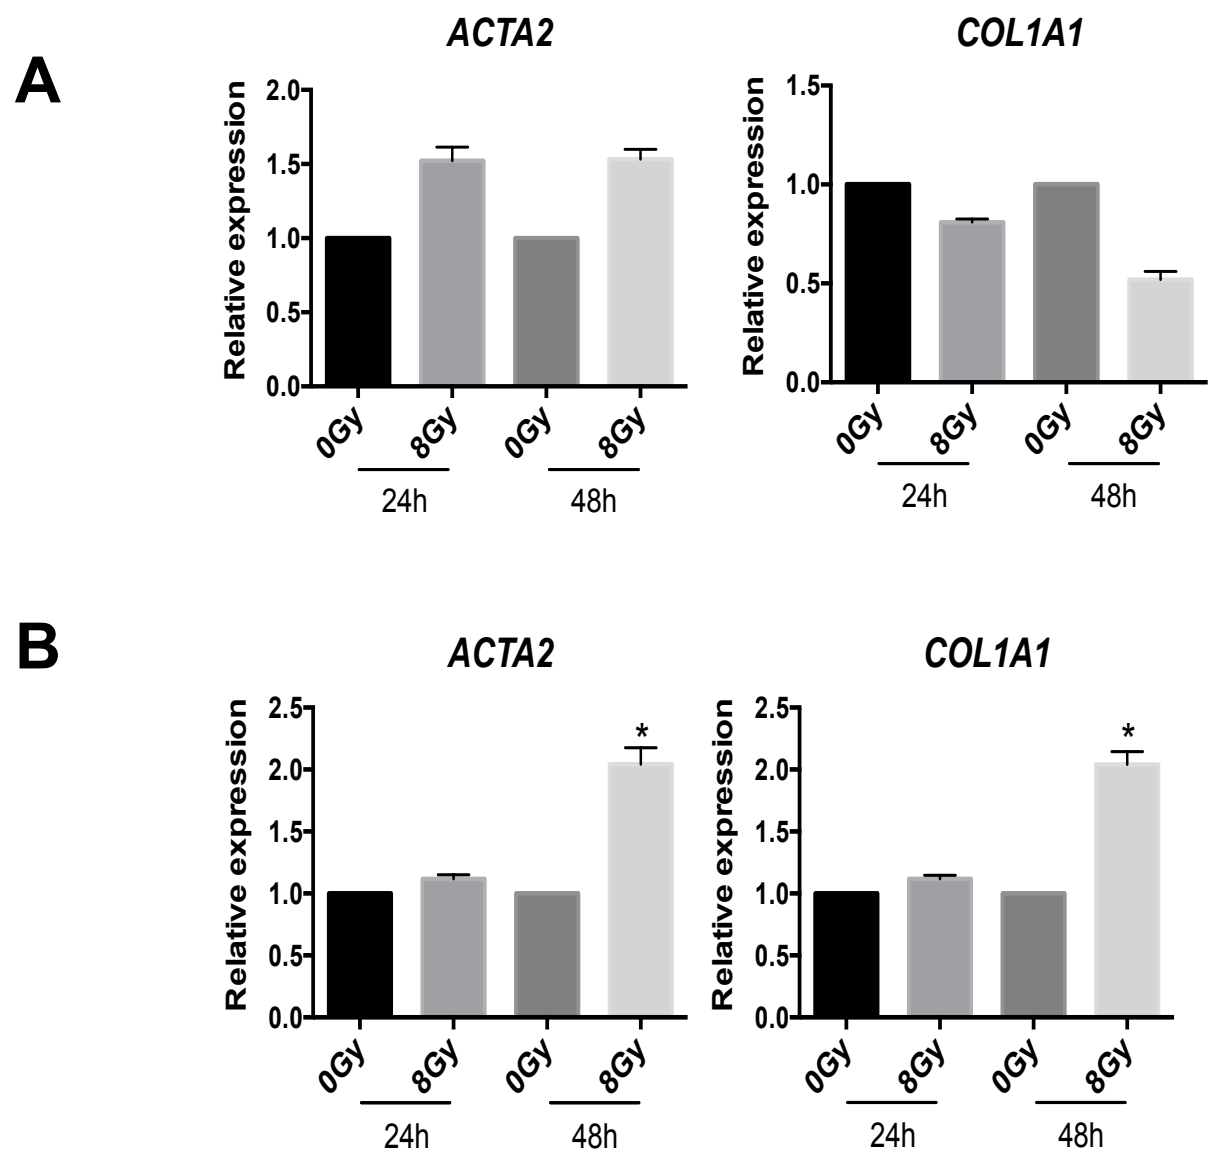 A
ACTA2
Relative expression
2.0
1.5
1.0
0.5
0.0
0Gy 8Gy 0Gy 8Gy
24h 48h
COL1A1
Relative expression
1.5
1.0
0.5
0.0
0Gy 8Gy 0Gy 8Gy
24h 48h
B
ACTA2
Relative expression
2.5
2.0
1.5
1.0
0.5
0.0
*
0Gy 8Gy 0Gy 8Gy
24h 48h
COL1A1
Relative expression
2.5
2.0
1.5
1.0
0.5
0.0
*
0Gy 8Gy 0Gy 8Gy
24h 48h